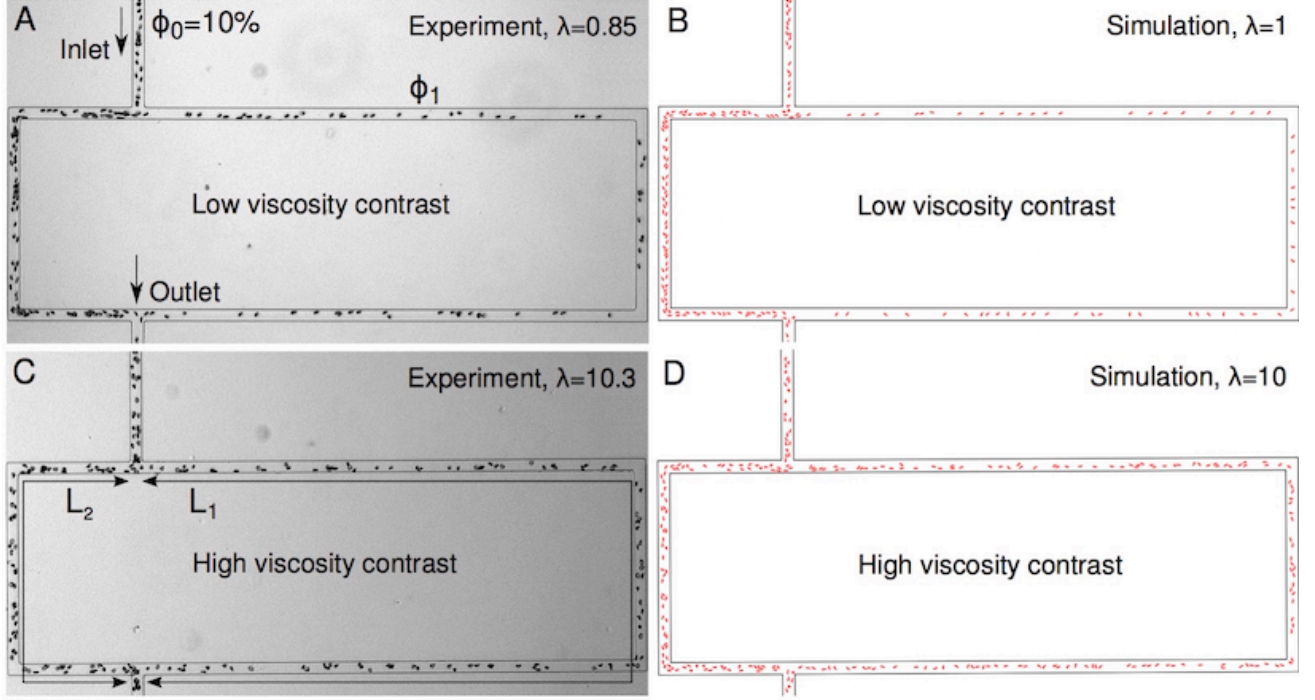 A
Inlet
ϕ₀=10%
Experiment, λ=0.85
ϕ₁
Low viscosity contrast
Outlet
B
Simulation, λ=1
Low viscosity contrast
C
Experiment, λ=10.3
L₂
L₁
High viscosity contrast
D
Simulation, λ=10
High viscosity contrast